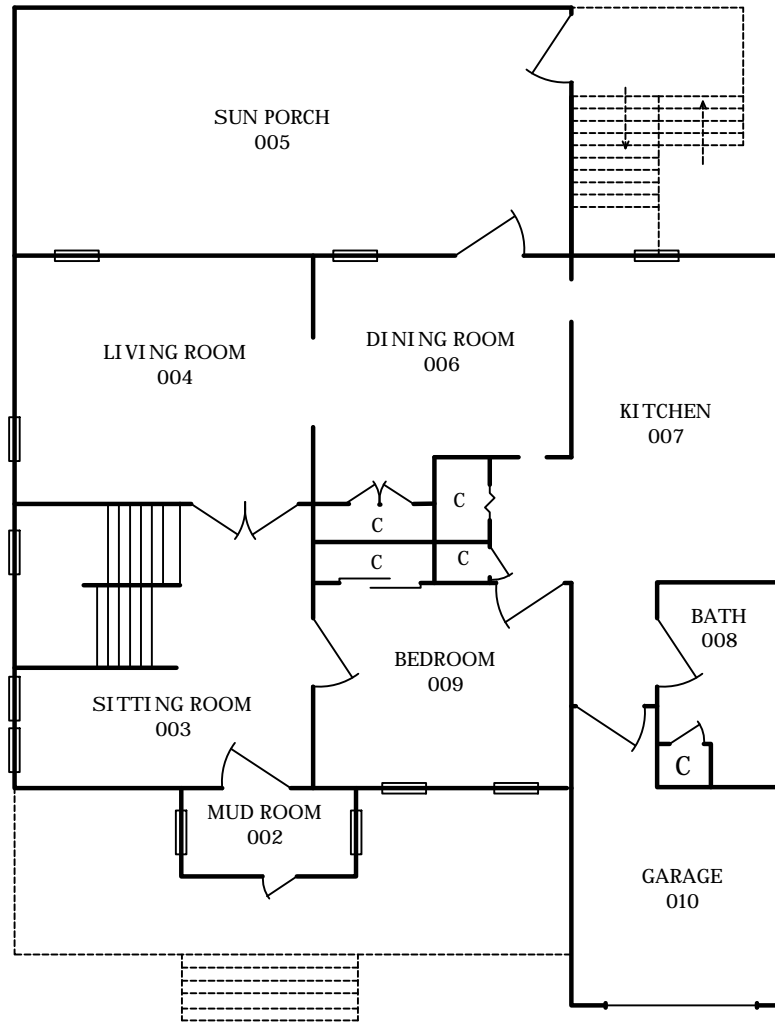 SUN PORCH
005
LIVING ROOM
004
DINING ROOM
006
KITCHEN
007
C
C
C
C
BATH
008
BEDROOM
009
SITTING ROOM
003
C
MUD ROOM
002
GARAGE
010